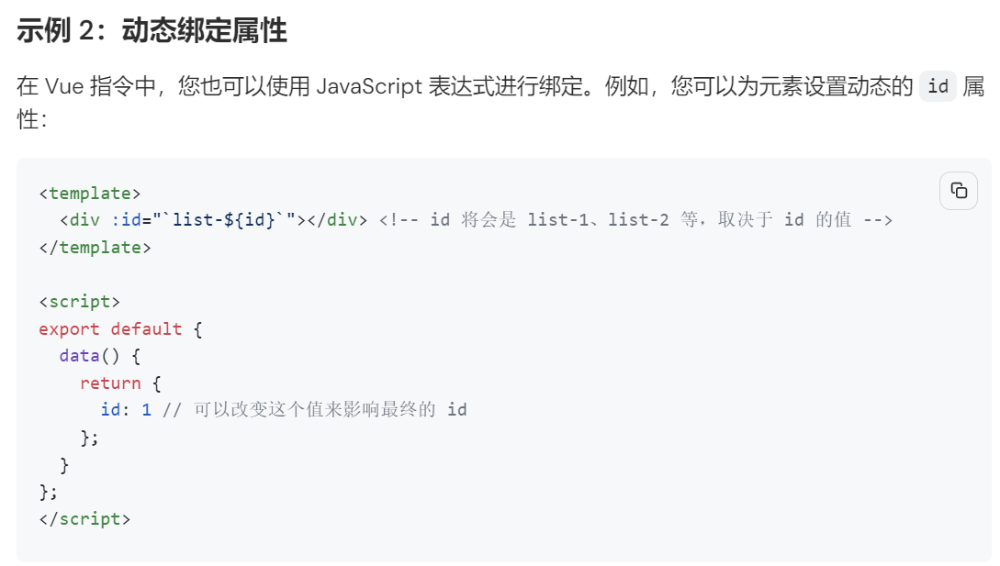 示例 2：动态绑定属性
在 Vue 指令中，您也可以使用 JavaScript 表达式进行绑定。例如，您可以为元素设置动态的 id 属
性：
<template>
  <div :id="`list-${id}`"></div> <!-- id 将会是 list-1、list-2 等，取决于 id 的值 -->
</template>

<script>
export default {
  data() {
    return {
      id: 1 // 可以改变这个值来影响最终的 id
    };
  }
};
</script>